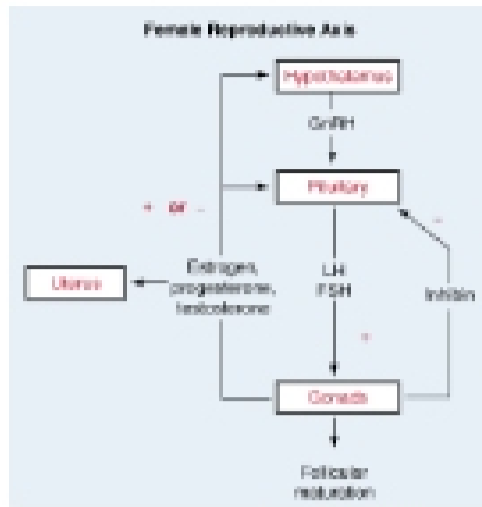 Female Reproductive Axis
Hypothalamus
GnRH
Pituitary
+ or -
-
Estrogen,
progesterone,
testosterone
LH
FSH
Uterus
Inhibin
+
Gonads
Follicular
maturation